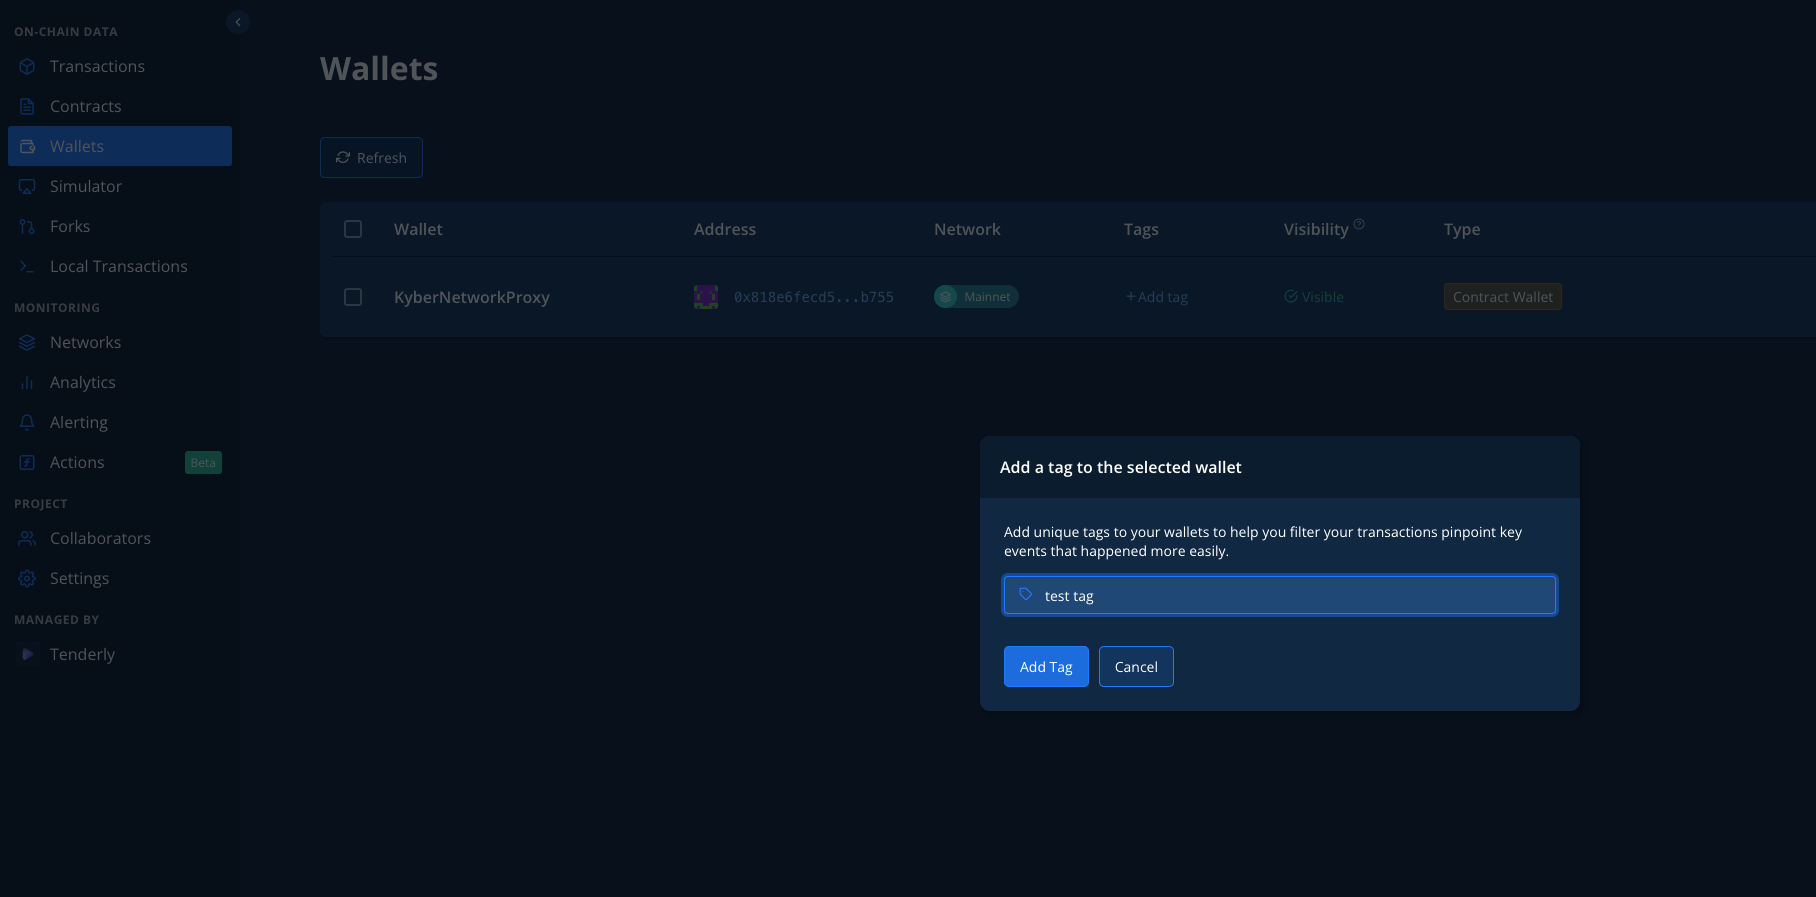 ON-CHAIN DATA
Transactions
Contracts
Wallets
Simulator
Forks
Local Transactions
MONITORING
Networks
Analytics
Alerting
Actions Beta
PROJECT
Collaborators
Settings
MANAGED BY
Tenderly
Wallets
Refresh
Wallet Address Network Tags Visibility Type
KyberNetworkProxy 0x818e6fecd5...b755 Mainnet +Add tag Visible Contract Wallet
Add a tag to the selected wallet
Add unique tags to your wallets to help you filter your transactions pinpoint key
events that happened more easily.
test tag
Add Tag Cancel